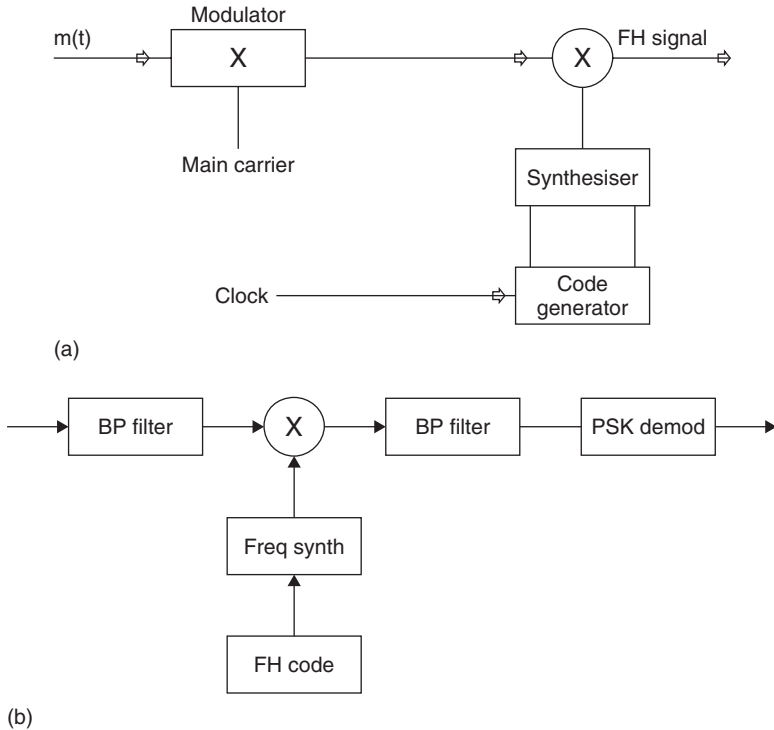 Modulator
m(t)
X
X
FH signal
Main carrier
Synthesiser
Clock
Code
generator
(a)
BP filter
X
BP filter
PSK demod
Freq synth
FH code
(b)